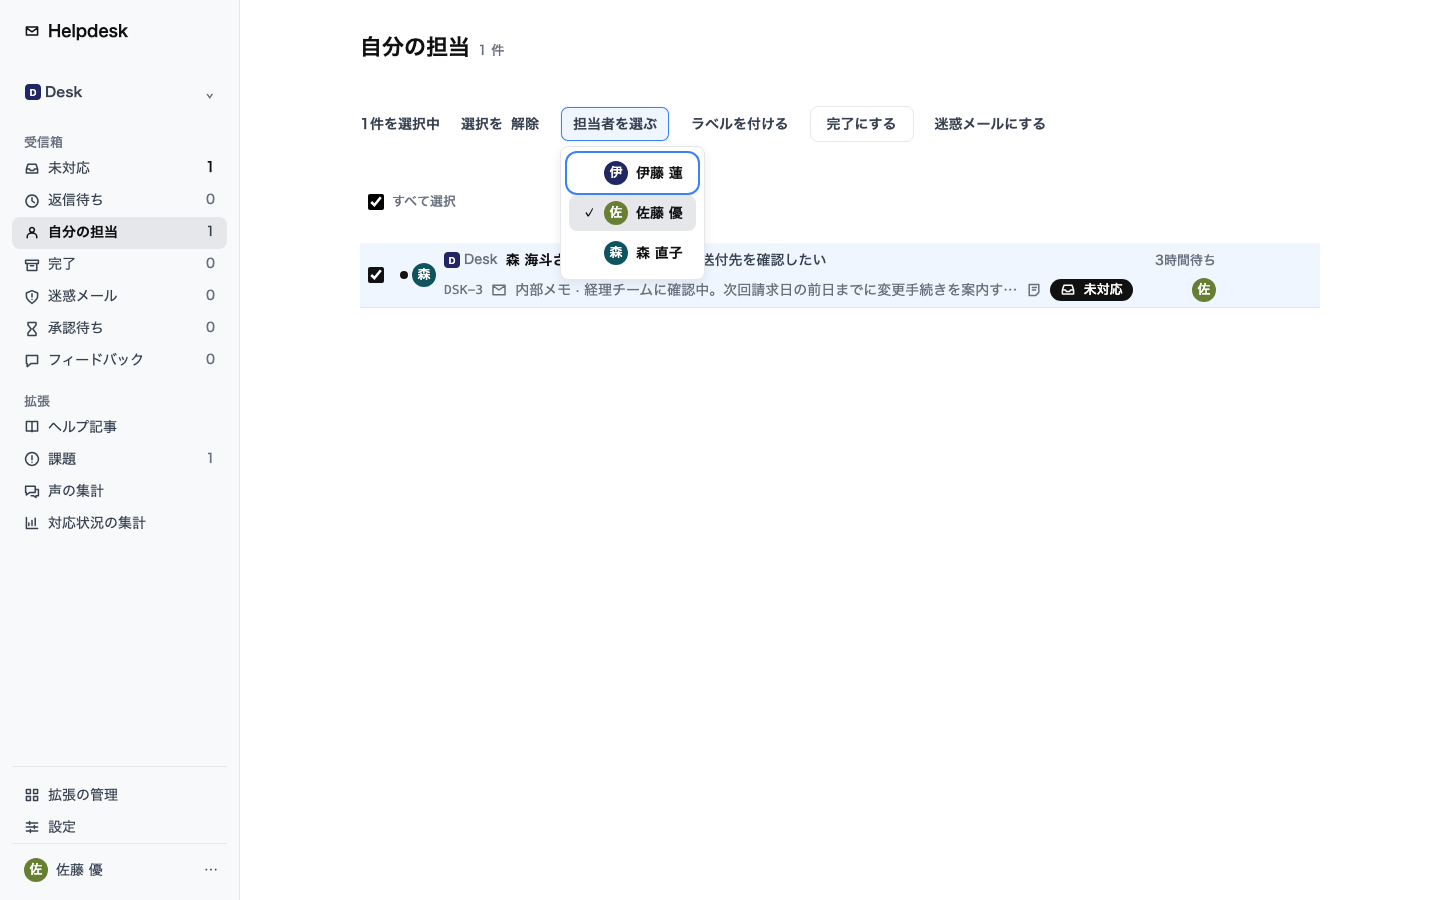 Helpdesk
D Desk
受信箱
未対応 1
返信待ち 0
自分の担当 1
完了 0
迷惑メール 0
承認待ち 0
フィードバック 0
拡張
ヘルプ記事
課題 1
声の集計
対応状況の集計
拡張の管理
設定
佐 佐藤 優 …
自分の担当 1 件
1件を選択中 選択を 解除 担当者を選ぶ ラベルを付ける 完了にする 迷惑メールにする
伊 伊藤 蓮
✓ 佐 佐藤 優
森 森 直子
すべて選択
森 D Desk 森 海斗 送付先を確認したい 3時間待ち
DSK-3 内部メモ · 経理チームに確認中。次回請求日の前日までに変更手続きを案内す… 未対応 佐